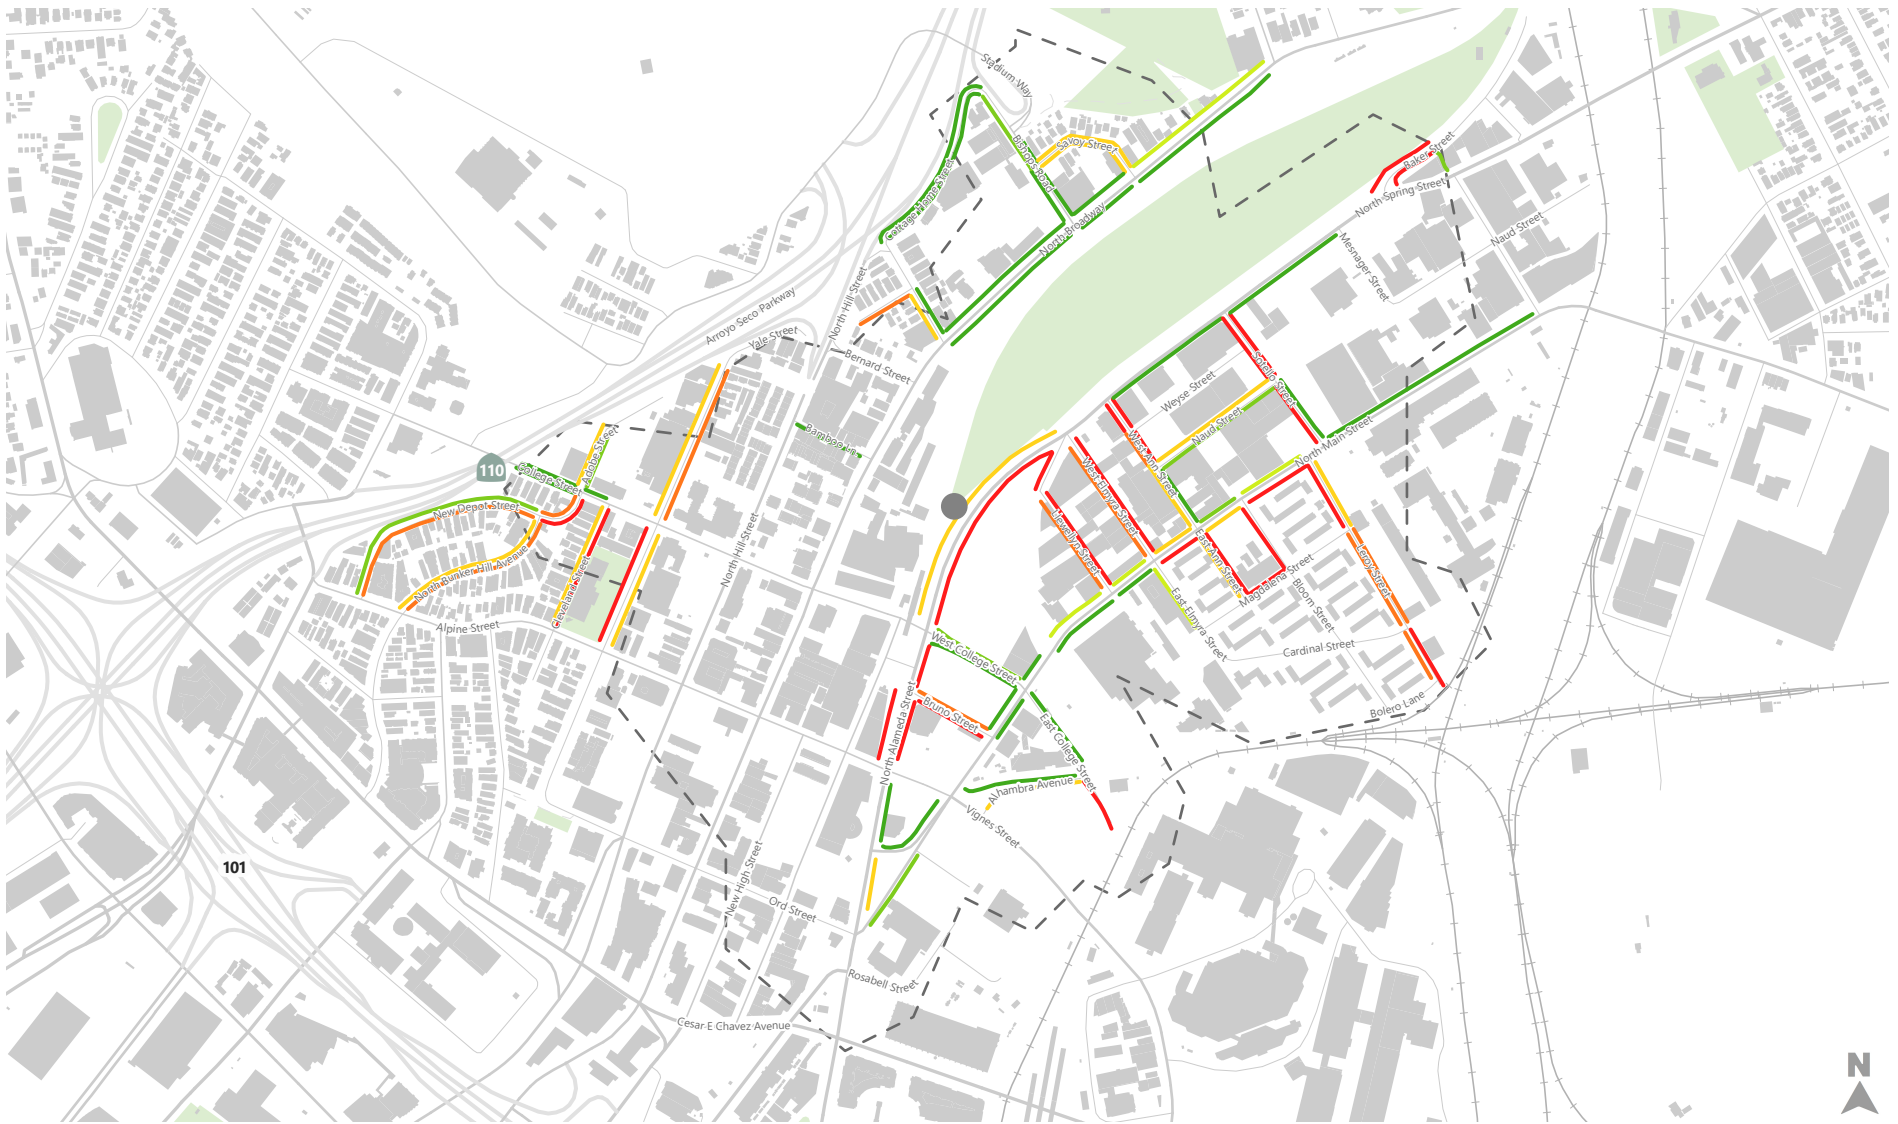 Stadium Way
Baker Street
Savoy Street
Bishops Road
North Spring Street
Cottage Home Street
North Broadway
Naud Street
Mesnager Street
Arroyo Seco Parkway
North Hill Street
Yale Street
Bernard Street
Sotello Street
Weyse Street
Naud Street
North Main Street
Bamboo Ln
Adobe Street
110
College Street
West Ann Street
West Elmyra Street
New Depot Street
Llewellyn Street
North Hill Street
East Ann Street
Leroy Street
North Bunker Hill Avenue
Cleveland Street
Magdalena Street
Bloom Street
East Elmyra Street
Alpine Street
West College Street
Cardinal Street
Bruno Street
North Alameda Street
Bolero Lane
East College Street
Alhambra Avenue
Vignes Street
101
New High Street
Ord Street
Rosabell Street
Cesar E Chavez Avenue
N